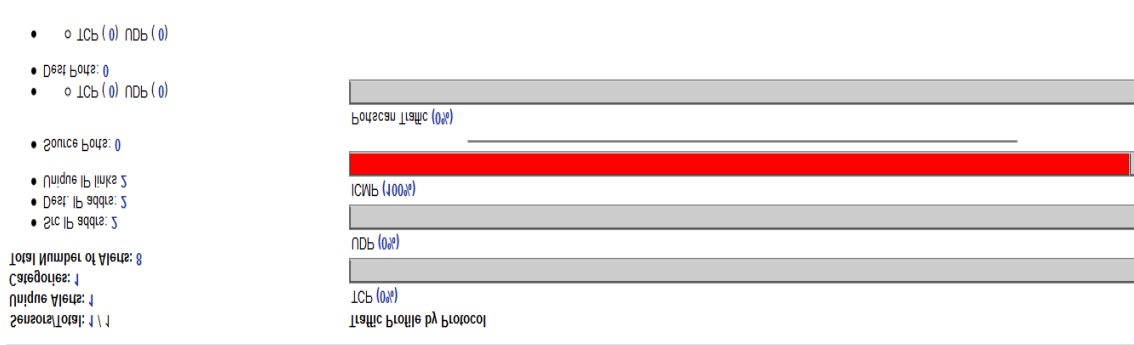 Sensors/Total: 1 / 1
Unique Alerts: 1
Categories: 1
Total Number of Alerts: 8
Src IP addrs: 2
Dest. IP addrs: 2
Unique IP links 2
Source Ports: 0
TCP ( 0) UDP ( 0)
Dest Ports: 0
TCP ( 0) UDP ( 0)
Traffic Profile by Protocol
TCP (0%)
UDP (0%)
ICMP (100%)
Portscan Traffic (0%)